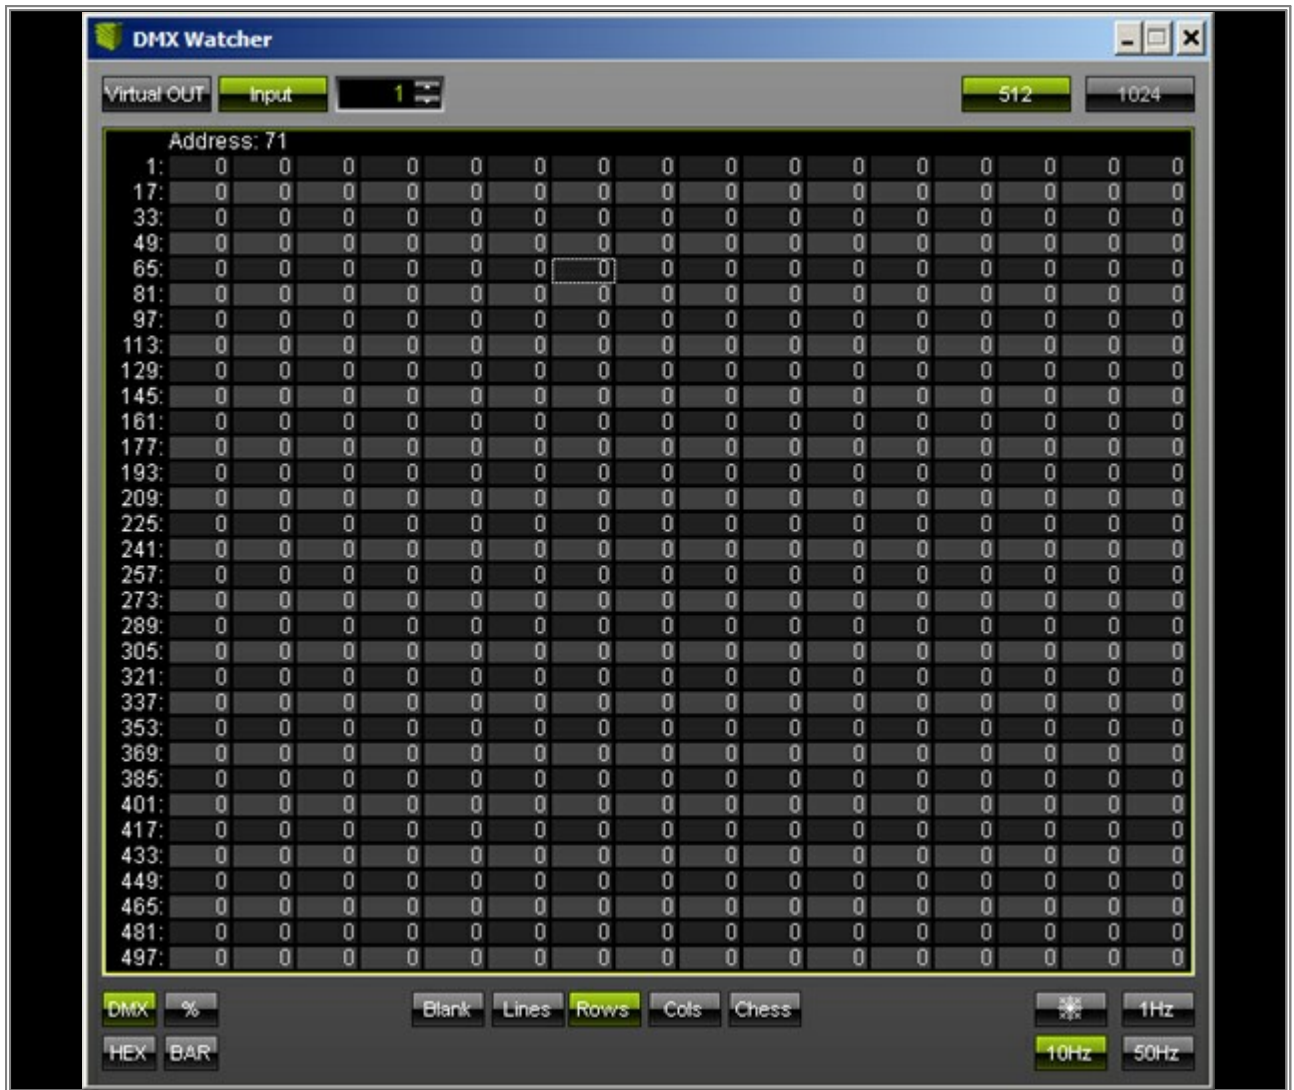 DMX Watcher
Virtual OUT Input 1 512 1024
Address: 71
1: 0 0 0 0 0 0 0 0 0 0 0 0 0 0 0 0
17: 0 0 0 0 0 0 0 0 0 0 0 0 0 0 0 0
33: 0 0 0 0 0 0 0 0 0 0 0 0 0 0 0 0
49: 0 0 0 0 0 0 0 0 0 0 0 0 0 0 0 0
65: 0 0 0 0 0 0 0 0 0 0 0 0 0 0 0 0
81: 0 0 0 0 0 0 0 0 0 0 0 0 0 0 0 0
97: 0 0 0 0 0 0 0 0 0 0 0 0 0 0 0 0
113: 0 0 0 0 0 0 0 0 0 0 0 0 0 0 0 0
129: 0 0 0 0 0 0 0 0 0 0 0 0 0 0 0 0
145: 0 0 0 0 0 0 0 0 0 0 0 0 0 0 0 0
161: 0 0 0 0 0 0 0 0 0 0 0 0 0 0 0 0
177: 0 0 0 0 0 0 0 0 0 0 0 0 0 0 0 0
193: 0 0 0 0 0 0 0 0 0 0 0 0 0 0 0 0
209: 0 0 0 0 0 0 0 0 0 0 0 0 0 0 0 0
225: 0 0 0 0 0 0 0 0 0 0 0 0 0 0 0 0
241: 0 0 0 0 0 0 0 0 0 0 0 0 0 0 0 0
257: 0 0 0 0 0 0 0 0 0 0 0 0 0 0 0 0
273: 0 0 0 0 0 0 0 0 0 0 0 0 0 0 0 0
289: 0 0 0 0 0 0 0 0 0 0 0 0 0 0 0 0
305: 0 0 0 0 0 0 0 0 0 0 0 0 0 0 0 0
321: 0 0 0 0 0 0 0 0 0 0 0 0 0 0 0 0
337: 0 0 0 0 0 0 0 0 0 0 0 0 0 0 0 0
353: 0 0 0 0 0 0 0 0 0 0 0 0 0 0 0 0
369: 0 0 0 0 0 0 0 0 0 0 0 0 0 0 0 0
385: 0 0 0 0 0 0 0 0 0 0 0 0 0 0 0 0
401: 0 0 0 0 0 0 0 0 0 0 0 0 0 0 0 0
417: 0 0 0 0 0 0 0 0 0 0 0 0 0 0 0 0
433: 0 0 0 0 0 0 0 0 0 0 0 0 0 0 0 0
449: 0 0 0 0 0 0 0 0 0 0 0 0 0 0 0 0
465: 0 0 0 0 0 0 0 0 0 0 0 0 0 0 0 0
481: 0 0 0 0 0 0 0 0 0 0 0 0 0 0 0 0
497: 0 0 0 0 0 0 0 0 0 0 0 0 0 0 0 0
DMX % Blank Lines Rows Cols Chess 1Hz
HEX BAR 10Hz 50Hz